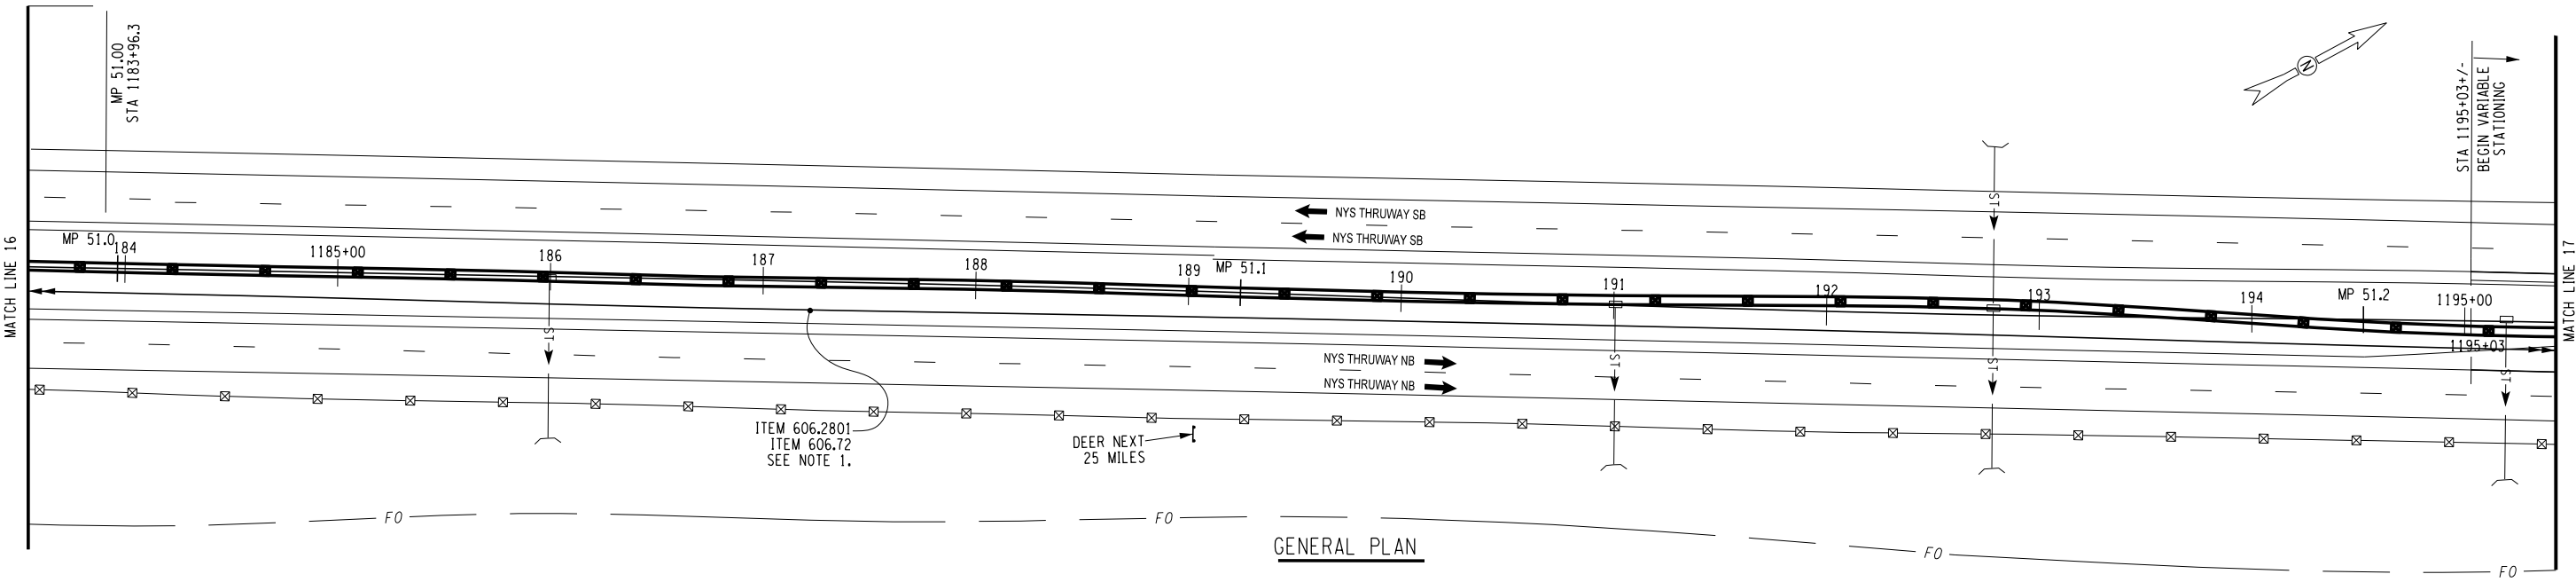 MP 51.00
STA 1183+96.3
N
STA 1195+03+/-
BEGIN VARIABLE
STATIONING
MATCH LINE 16
MATCH LINE 17
ST
NYS THRUWAY SB
NYS THRUWAY SB
MP 51.0
184
1185+00
186
187
188
189
MP 51.1
190
191
192
193
194
MP 51.2
1195+00
1195+03
ST
ST
ST
ST
NYS THRUWAY NB
NYS THRUWAY NB
ITEM 606.2801
ITEM 606.72
SEE NOTE 1.
DEER NEXT
25 MILES
FO
FO
FO
FO
GENERAL PLAN